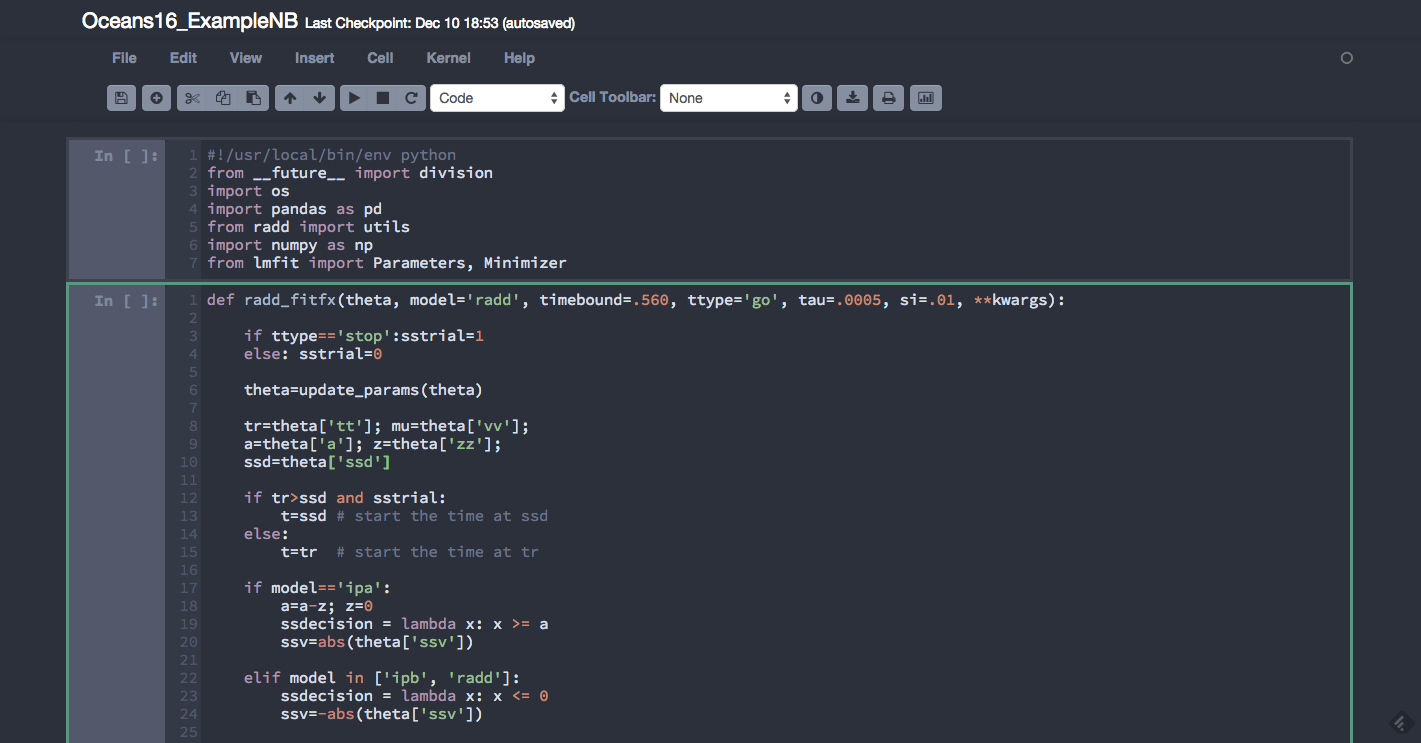 Oceans16_ExampleNB Last Checkpoint: Dec 10 18:53 (autosaved)
File Edit View Insert Cell Kernel Help
Code Cell Toolbar: None
In [ ]:
1 #!/usr/local/bin/env python
2 from __future__ import division
3 import os
4 import pandas as pd
5 from radd import utils
6 import numpy as np
7 from lmfit import Parameters, Minimizer
In [ ]:
1 def radd_fitfx(theta, model='radd', timebound=.560, ttype='go', tau=.0005, si=.01, **kwargs):
2
3     if ttype=='stop':sstrial=1
4     else: sstrial=0
5
6     theta=update_params(theta)
7
8     tr=theta['tt']; mu=theta['vv'];
9     a=theta['a']; z=theta['zz'];
10     ssd=theta['ssd']
11
12     if tr>ssd and sstrial:
13         t=ssd # start the time at ssd
14     else:
15         t=tr  # start the time at tr
16
17     if model=='ipa':
18         a=a-z; z=0
19         ssdecision = lambda x: x >= a
20         ssv=abs(theta['ssv'])
21
22     elif model in ['ipb', 'radd']:
23         ssdecision = lambda x: x <= 0
24         ssv=-abs(theta['ssv'])
25